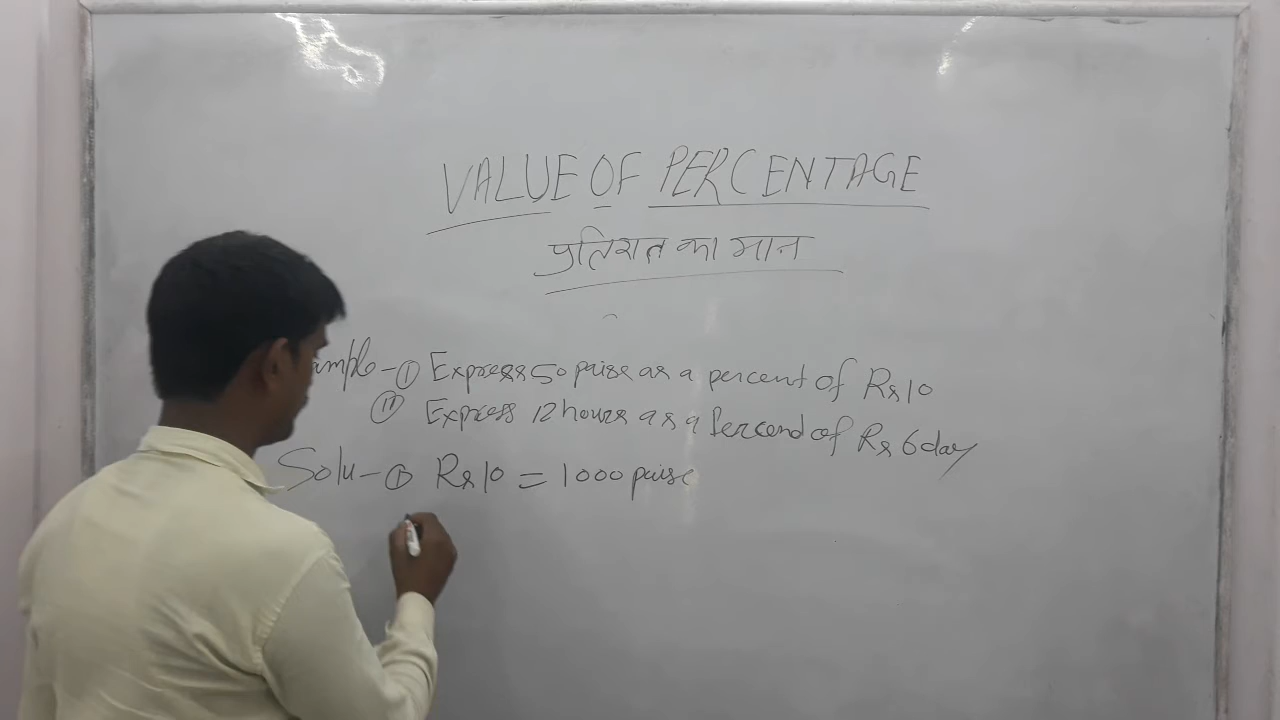 VALUE OF PERCENTAGE
प्रतिशत का मान
ample - (I) Express 50 paise as a percent of Rs 10
(II) Express 12 hours as a Percend of Rs 6 day
Solu - (I) Rs 10 = 1000 paise